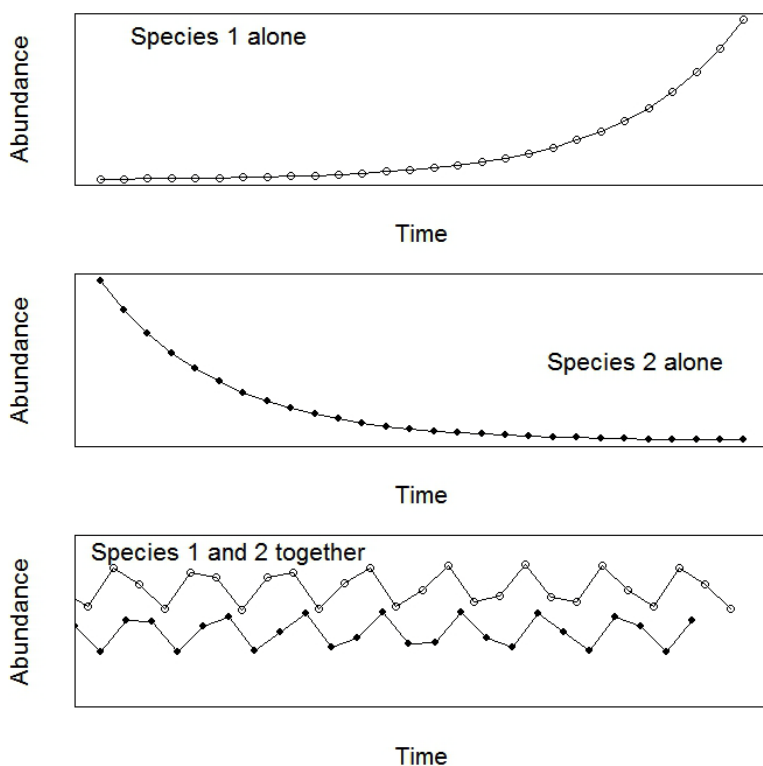 Species 1 alone
Abundance
Time
Species 2 alone
Abundance
Time
Species 1 and 2 together
Abundance
Time